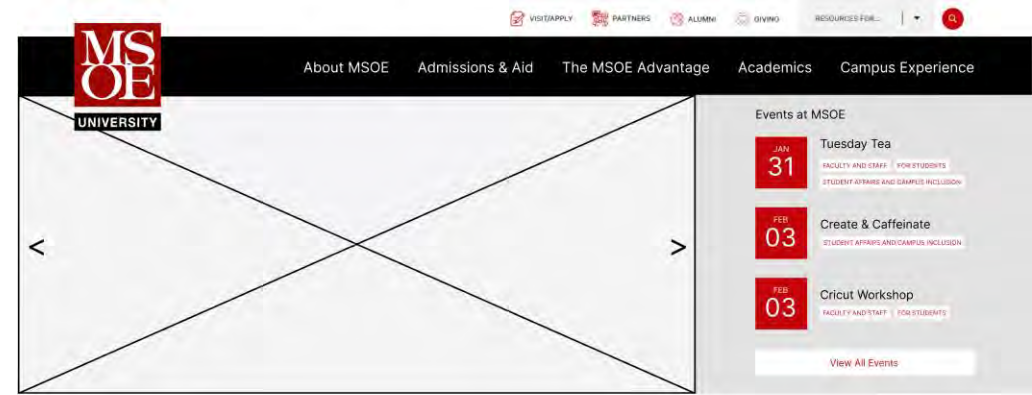 VISIT/APPLY PARTNERS ALUMNI GIVING RESOURCES FOR...
MS
OE
UNIVERSITY
About MSOE Admissions & Aid The MSOE Advantage Academics Campus Experience
<
>
Events at MSOE
JAN
31
Tuesday Tea
FACULTY AND STAFF | FOR STUDENTS
STUDENT AFFAIRS AND CAMPUS INCLUSION
FEB
03
Create & Caffeinate
STUDENT AFFAIRS AND CAMPUS INCLUSION
FEB
03
Cricut Workshop
FACULTY AND STAFF | FOR STUDENTS
View All Events